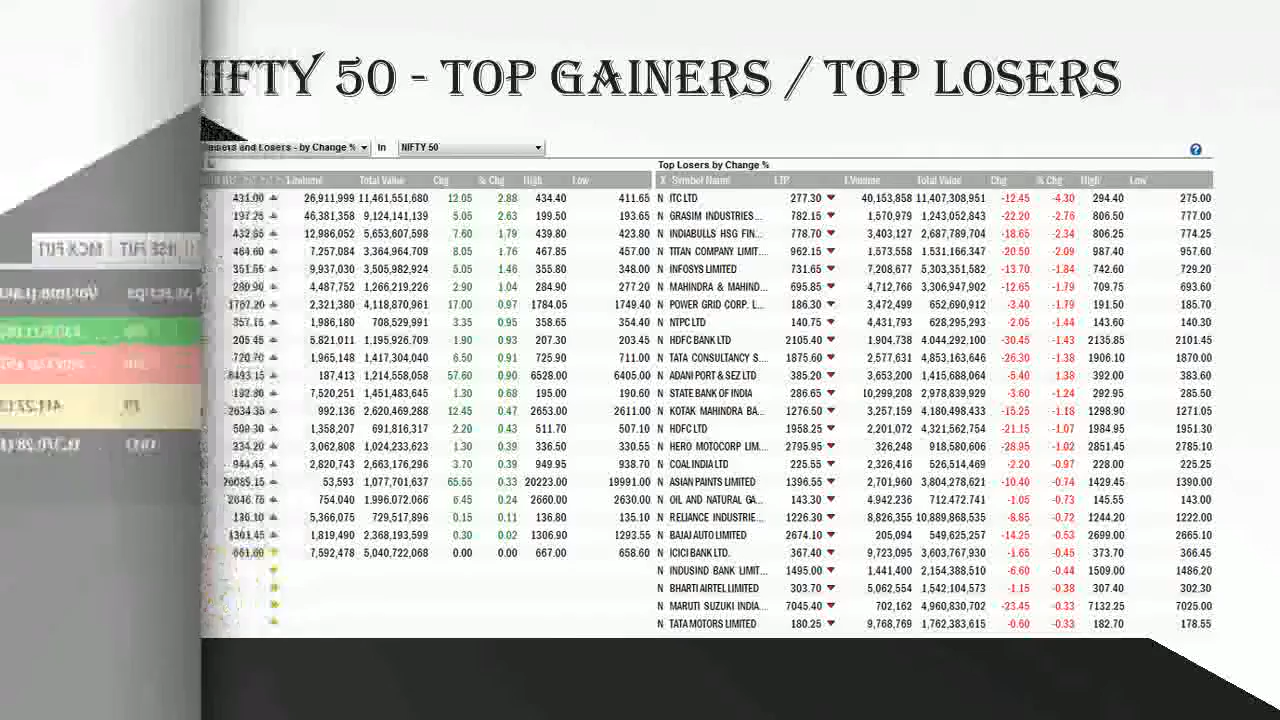 NIFTY 50 - TOP GAINERS / TOP LOSERS
and Losers - by Change % In NIFTY 50
Top Losers by Change %
Volume Total Value Chg % Chg High Low X Symbol Name LTP Volume Total Value Chg % Chg High Low
431.00 26,911,999 11,461,551,680 12.05 2.88 434.40 411.65 N ITC LTD 277.30 40,153,858 11,407,308,951 -12.45 -4.30 294.40 275.00
197.25 46,381,358 9,124,141,139 5.05 2.63 199.50 193.65 N GRASIM INDUSTRIES... 782.15 1,570,979 1,243,052,843 -22.20 -2.76 806.50 777.00
432.85 12,986,052 5,653,607,598 7.60 1.79 439.80 423.80 N INDIABULLS HSG FIN... 778.70 3,403,127 2,687,789,704 -18.65 -2.34 806.25 774.25
464.60 7,257,084 3,364,964,709 8.05 1.76 467.85 457.00 N TITAN COMPANY LIMIT... 962.15 1,573,558 1,531,166,347 -20.50 -2.09 987.40 957.60
351.55 9,937,030 3,505,982,924 5.05 1.46 355.80 348.00 N INFOSYS LIMITED 731.65 7,208,677 5,303,351,582 -13.70 -1.84 742.60 729.20
280.90 4,487,752 1,266,219,226 2.90 1.04 284.90 277.20 N MAHINDRA & MAHIND... 695.85 4,712,766 3,306,947,902 -12.65 -1.79 709.75 693.60
1767.20 2,321,380 4,118,870,961 17.00 0.97 1784.05 1749.40 N POWER GRID CORP. L... 186.30 3,472,499 652,690,912 -3.40 -1.79 191.50 185.70
357.15 1,986,180 708,529,991 3.35 0.95 358.65 354.40 N NTPC LTD 140.75 4,431,793 628,295,293 -2.05 -1.44 143.60 140.30
205.45 5,821,011 1,195,926,709 1.90 0.93 207.30 203.45 N HDFC BANK LTD 2105.40 1,904,738 4,044,292,100 -30.45 -1.43 2135.85 2101.45
720.70 1,965,148 1,417,304,040 6.50 0.91 725.90 711.00 N TATA CONSULTANCY S... 1875.60 2,577,631 4,853,163,646 -26.30 -1.38 1906.10 1870.00
6493.15 187,413 1,214,558,058 57.60 0.90 6528.00 6405.00 N ADANI PORT & SEZ LTD 385.20 3,653,200 1,415,688,064 -5.40 1.38 392.00 383.60
192.80 7,520,251 1,451,483,645 1.30 0.68 195.00 190.60 N STATE BANK OF INDIA 286.65 10,299,208 2,978,839,929 -3.60 -1.24 292.95 285.50
2634.35 992,136 2,620,469,288 12.45 0.47 2653.00 2611.00 N KOTAK MAHINDRA BA... 1276.50 3,257,159 4,180,498,433 -15.25 -1.18 1298.90 1271.05
509.30 1,358,207 691,816,317 2.20 0.43 511.70 507.10 N HDFC LTD 1958.25 2,201,072 4,321,562,754 -21.15 -1.07 1984.95 1951.30
334.20 3,062,808 1,024,233,623 1.30 0.39 336.50 330.55 N HERO MOTOCORP LIM... 2795.95 326,248 918,580,606 -28.95 -1.02 2851.45 2785.10
944.45 2,820,743 2,663,176,296 3.70 0.39 949.95 938.70 N COAL INDIA LTD 225.55 2,326,416 526,514,469 -2.20 -0.97 228.00 225.25
20085.15 53,593 1,077,701,637 65.55 0.33 20223.00 19991.00 N ASIAN PAINTS LIMITED 1396.55 2,701,960 3,804,278,621 -10.40 -0.74 1429.45 1390.00
2646.75 754,040 1,996,072,066 6.45 0.24 2660.00 2630.00 N OIL AND NATURAL GA... 143.30 4,942,236 712,472,741 -1.05 -0.73 145.55 143.00
136.10 5,366,075 729,517,896 0.15 0.11 136.80 135.10 N RELIANCE INDUSTRIE... 1226.30 8,826,355 10,889,868,535 -8.85 -0.72 1244.20 1222.00
1301.45 1,819,490 2,368,193,599 0.30 0.02 1306.90 1293.55 N BAJAJ AUTO LIMITED 2674.10 205,094 549,625,257 -14.25 -0.53 2699.00 2665.10
661.60 7,592,478 5,040,722,068 0.00 0.00 667.00 658.60 N ICICI BANK LTD. 367.40 9,723,095 3,603,767,930 -1.65 -0.45 373.70 366.45
N INDUSIND BANK LIMIT... 1495.00 1,441,400 2,154,388,510 -6.60 -0.44 1509.00 1486.20
N BHARTI AIRTEL LIMITED 303.70 5,062,554 1,542,104,573 -1.15 -0.38 307.40 302.30
N MARUTI SUZUKI INDIA... 7045.40 702,162 4,960,830,702 -23.45 -0.33 7132.25 7025.00
N TATA MOTORS LIMITED 180.25 9,768,769 1,762,383,615 -0.60 -0.33 182.70 178.55